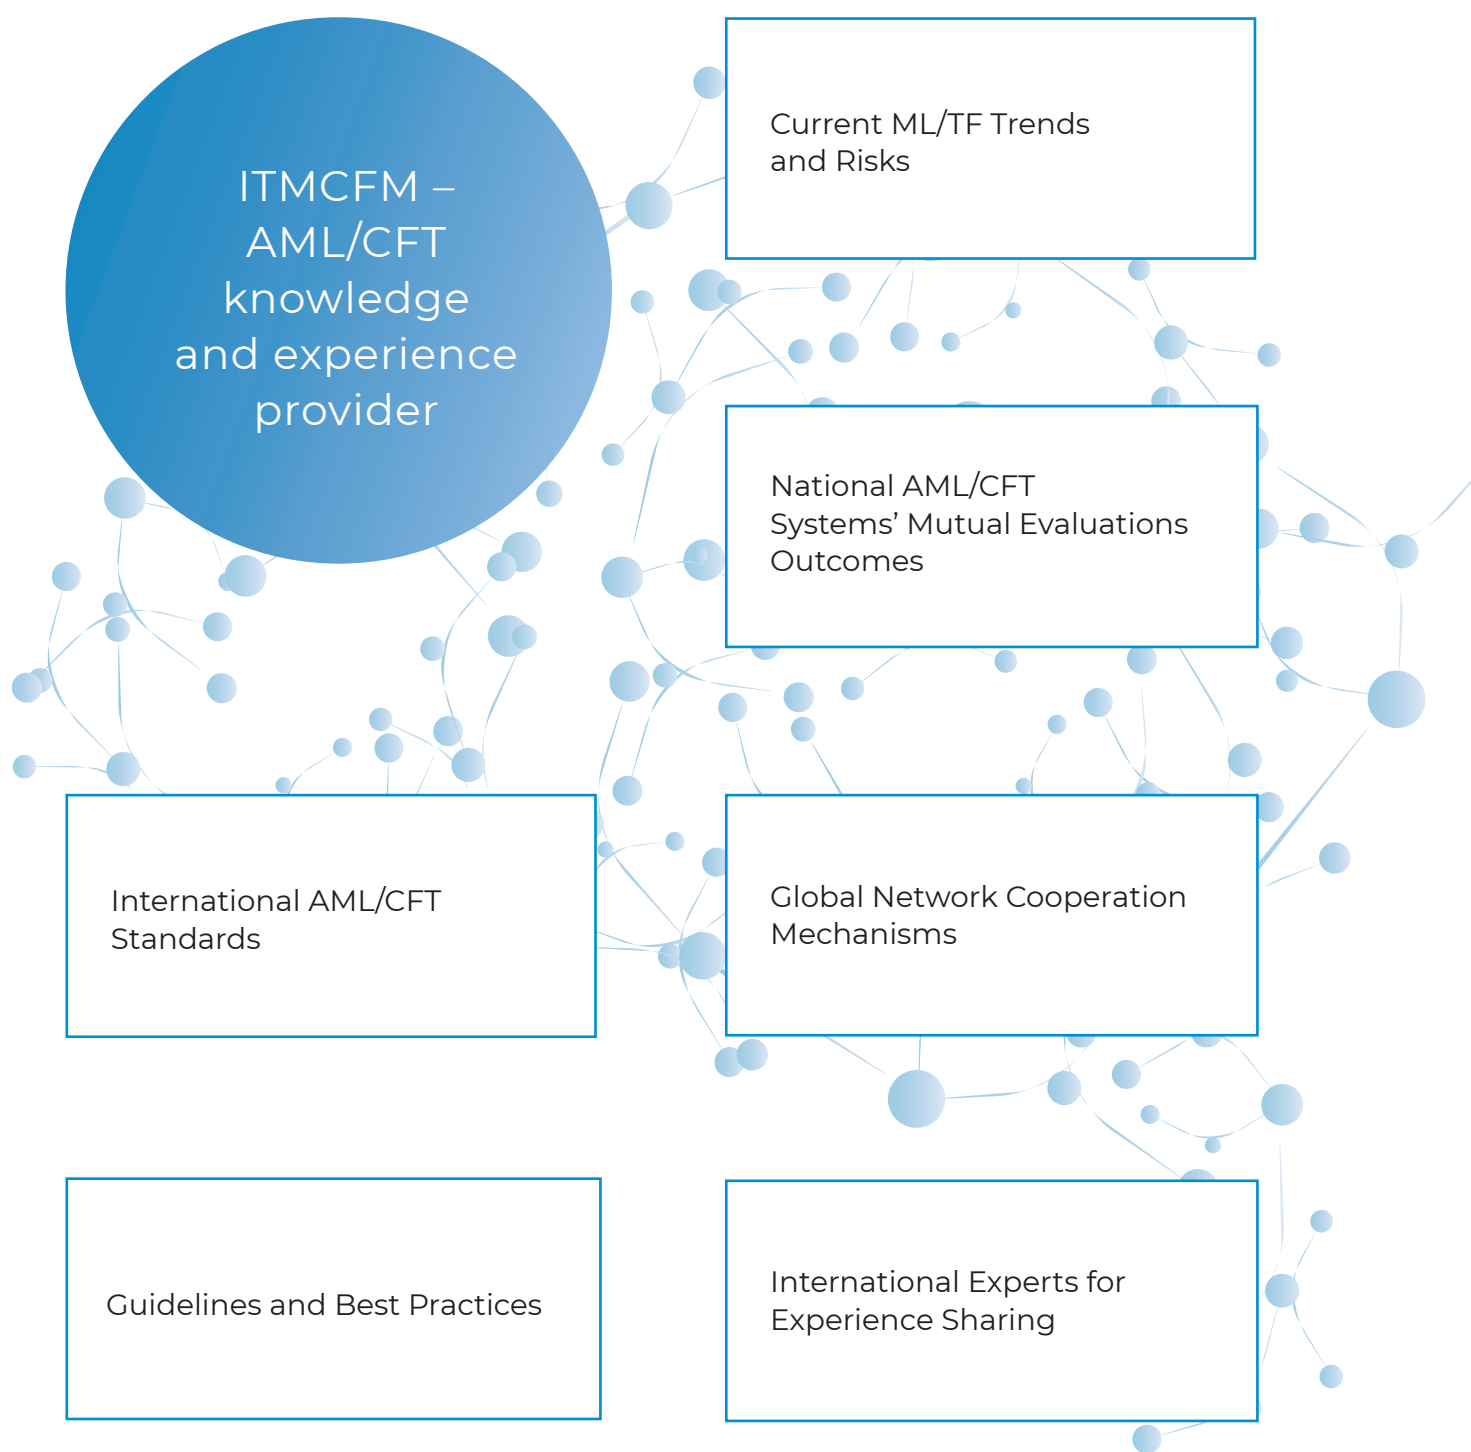 ITMCFM –
AML/CFT
knowledge
and experience
provider
Current ML/TF Trends
and Risks
National AML/CFT
Systems’ Mutual Evaluations
Outcomes
International AML/CFT
Standards
Global Network Cooperation
Mechanisms
Guidelines and Best Practices
International Experts for
Experience Sharing